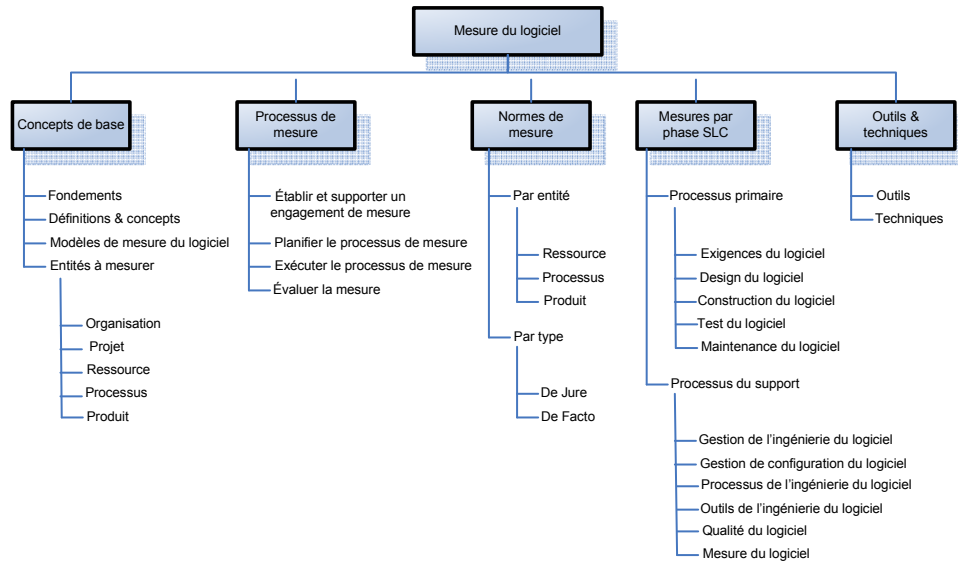 Mesure du logiciel
Concepts de base
Fondements
Définitions & concepts
Modèles de mesure du logiciel
Entités à mesurer
Organisation
Projet
Ressource
Processus
Produit
Processus de
mesure
Établir et supporter un
engagement de mesure
Planifier le processus de mesure
Exécuter le processus de mesure
Évaluer la mesure
Normes de
mesure
Par entité
Ressource
Processus
Produit
Par type
De Jure
De Facto
Mesures par
phase SLC
Processus primaire
Exigences du logiciel
Design du logiciel
Construction du logiciel
Test du logiciel
Maintenance du logiciel
Processus du support
Gestion de l’ingénierie du logiciel
Gestion de configuration du logiciel
Processus de l’ingénierie du logiciel
Outils de l’ingénierie du logiciel
Qualité du logiciel
Mesure du logiciel
Outils &
techniques
Outils
Techniques